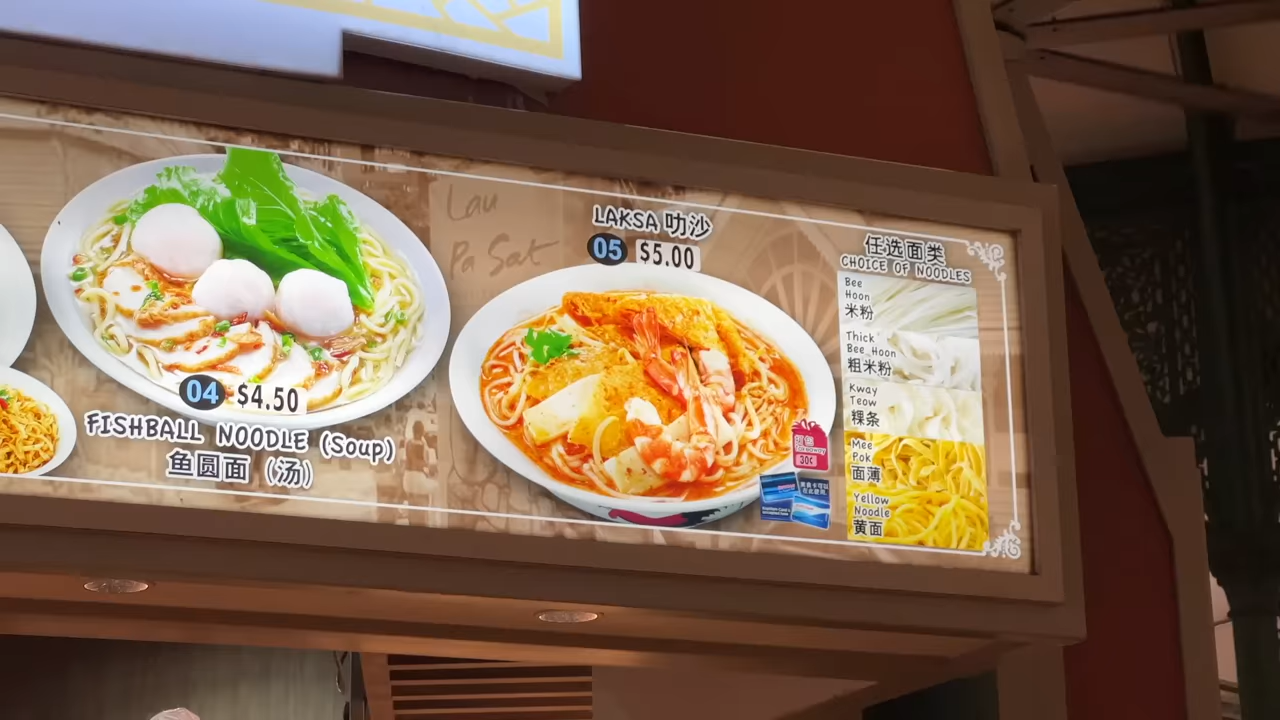 Lau
Pa Sat
04 $4.50
FISHBALL NOODLE (Soup)
鱼圆面 (汤)
LAKSA 叻沙
05 $5.00
Takeaway
30¢
任选面类
CHOICE OF NOODLES
Bee
Hoon
米粉
Thick
Bee Hoon
粗米粉
Kway
Teow
粿条
Mee
Pok
面薄
Yellow
Noodle
黄面